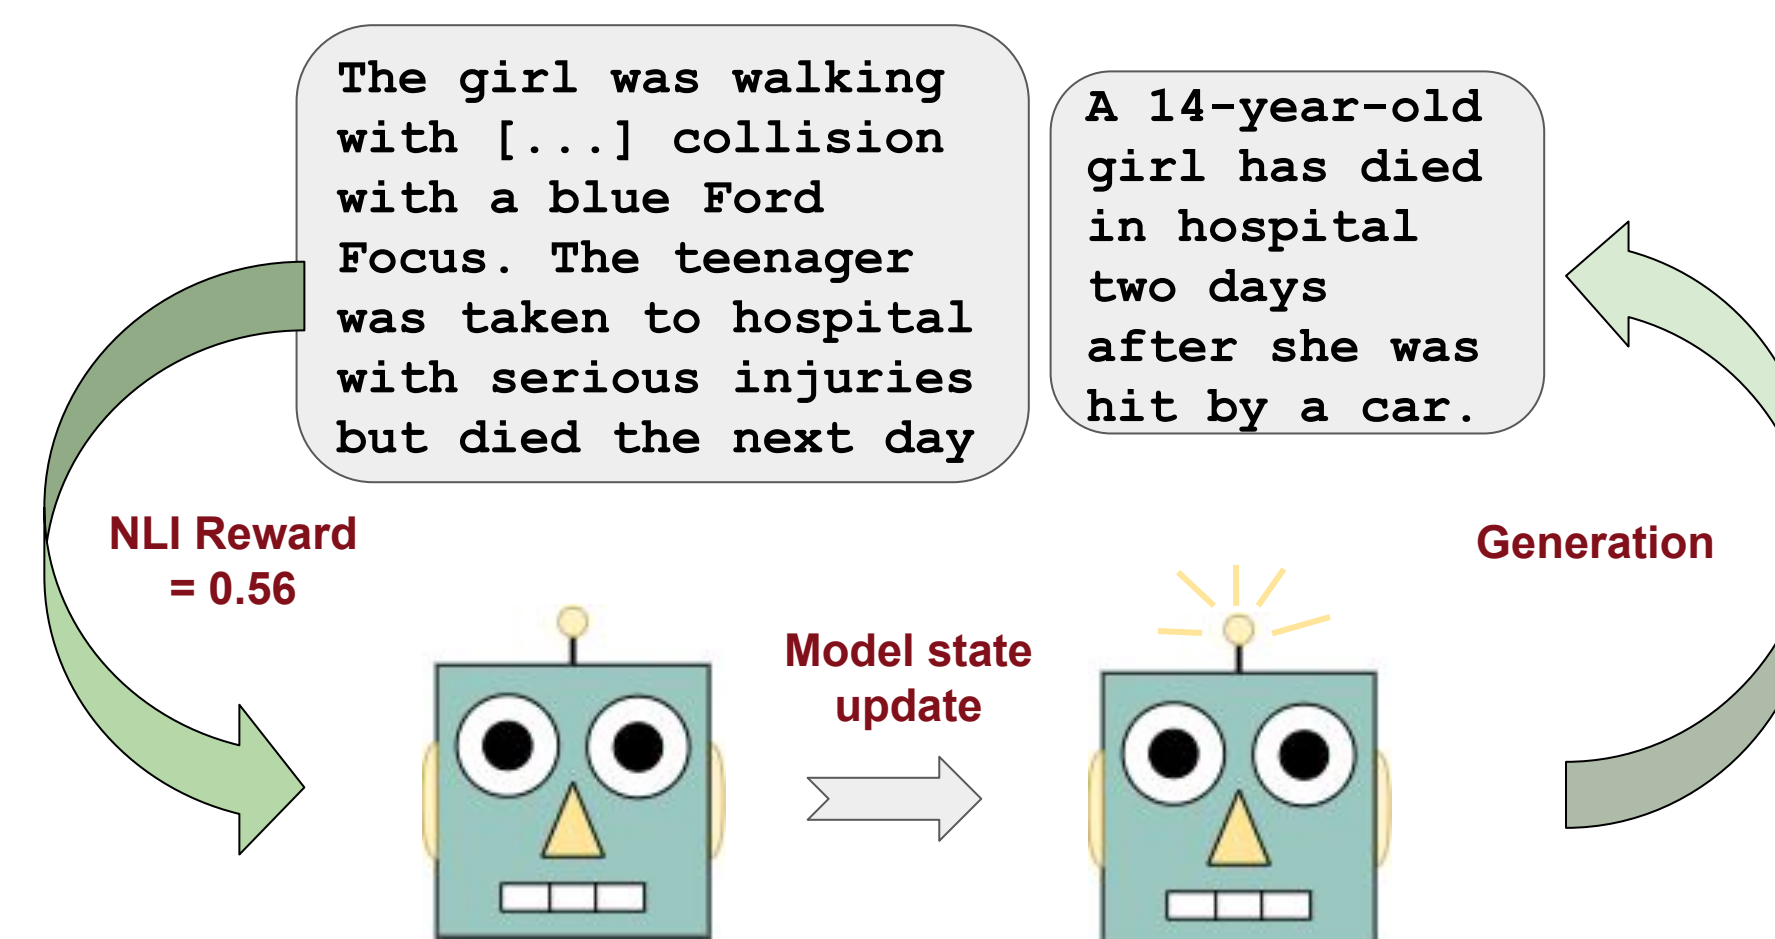 The girl was walking
with [...] collision
with a blue Ford
Focus. The teenager
was taken to hospital
with serious injuries
but died the next day
A 14-year-old
girl has died
in hospital
two days
after she was
hit by a car.
NLI Reward
= 0.56
Model state
update
Generation